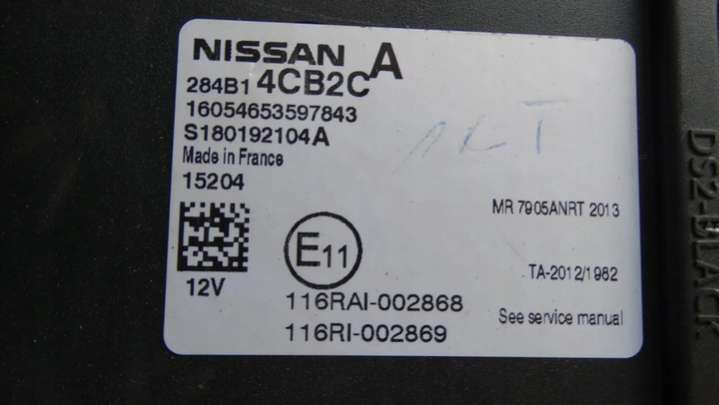 NISSAN A
284B1 4CB2C
16054653597843
S180192104A
Made in France
15204
MR 7905ANRT 2013
E11
TA-2012/1982
12V
116RAI-002868
116RI-002869
See service manual
DS2-BLACK